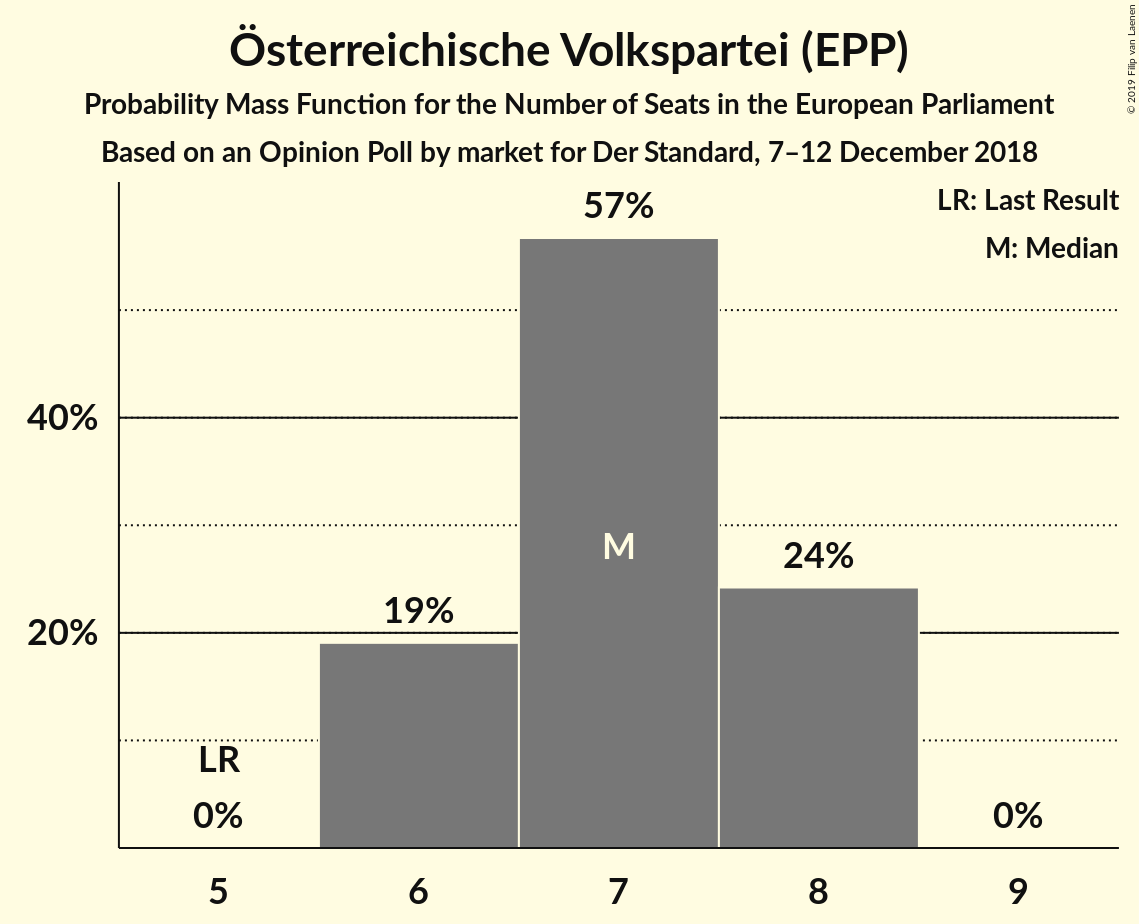 Österreichische Volkspartei (EPP)
Probability Mass Function for the Number of Seats in the European Parliament
Based on an Opinion Poll by market for Der Standard, 7–12 December 2018
© 2019 Filip van Laenen
LR: Last Result
M: Median
57%
40%
M
24%
19%
20%
LR
0%
0%
5 6 7 8 9